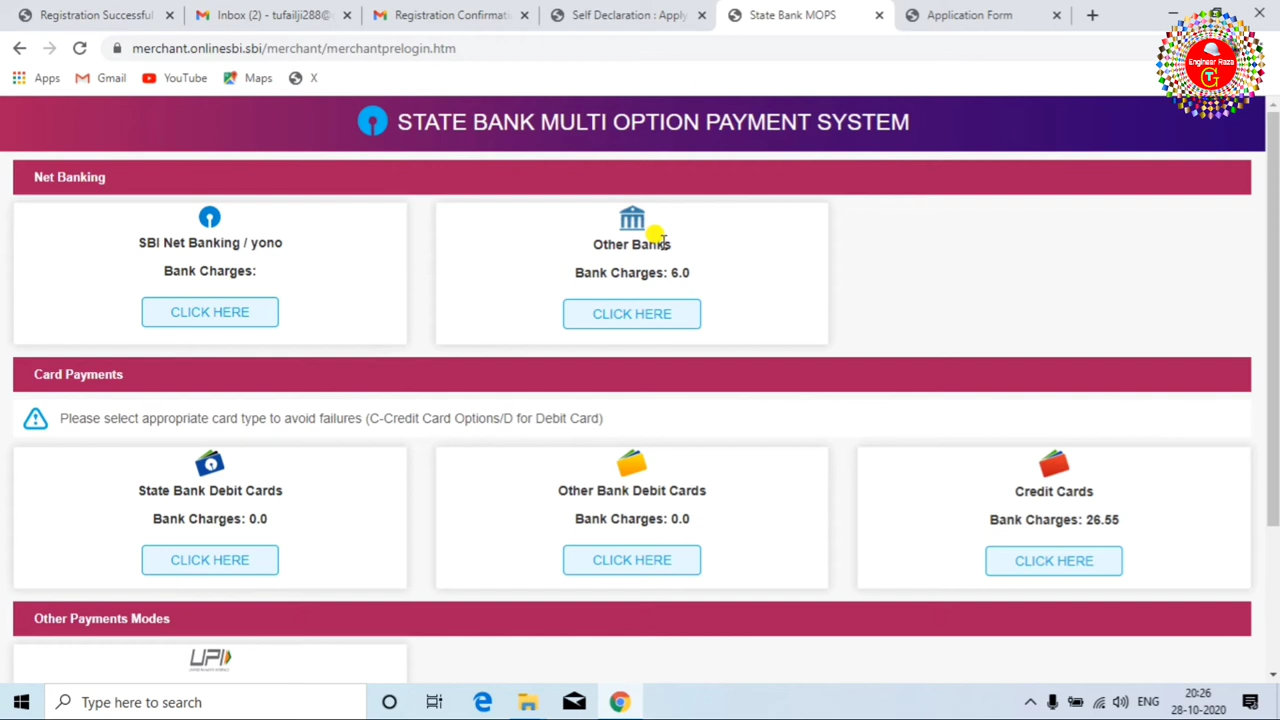 Registration Successful
Inbox (2) - tufailji288@
Registration Confirmati
Self Declaration : Apply
State Bank MOPS
Application Form
merchant.onlinesbi.sbi/merchant/merchantprelogin.htm
Apps
Gmail
YouTube
Maps
X
Engineer Raza
T G
STATE BANK MULTI OPTION PAYMENT SYSTEM
Net Banking
SBI Net Banking / yono
Bank Charges:
CLICK HERE
Other Banks
Bank Charges: 6.0
CLICK HERE
Card Payments
Please select appropriate card type to avoid failures (C-Credit Card Options/D for Debit Card)
State Bank Debit Cards
Bank Charges: 0.0
CLICK HERE
Other Bank Debit Cards
Bank Charges: 0.0
CLICK HERE
Credit Cards
Bank Charges: 26.55
CLICK HERE
Other Payments Modes
UPI
Type here to search
ENG
20:26
28-10-2020